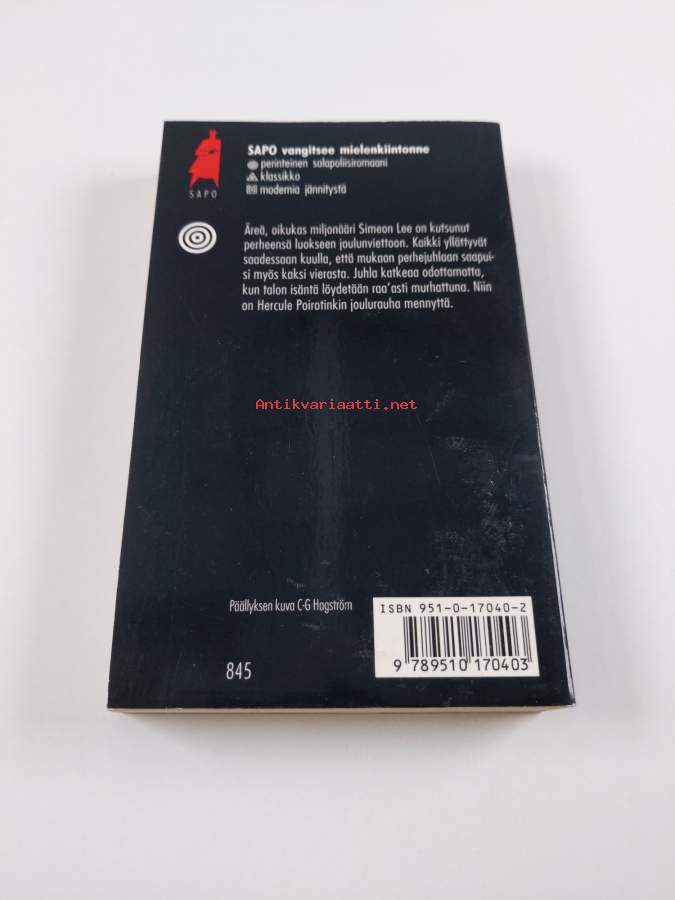 SAPO vangitsee mielenkiintonne
perinteinen salapoliisiromaani
klassikko
modernia jännitystä
SAPO
Äreä, oikukas miljonääri Simeon Lee on kutsunut
perheensä luokseen joulunviettoon. Kaikki yllättyvät
saadessaan kuulla, että mukaan perhejuhlaan saapui-
si myös kaksi vierasta. Juhla katkeaa odottamatta,
kun talon isäntä löydetään raa'asti murhattuna. Niin
on Hercule Poirotinkin joulurauha mennyttä.
Antikvariaatti.net
Päällyksen kuva C-G Hagström
ISBN 951-0-17040-2
9 789510 170403
845